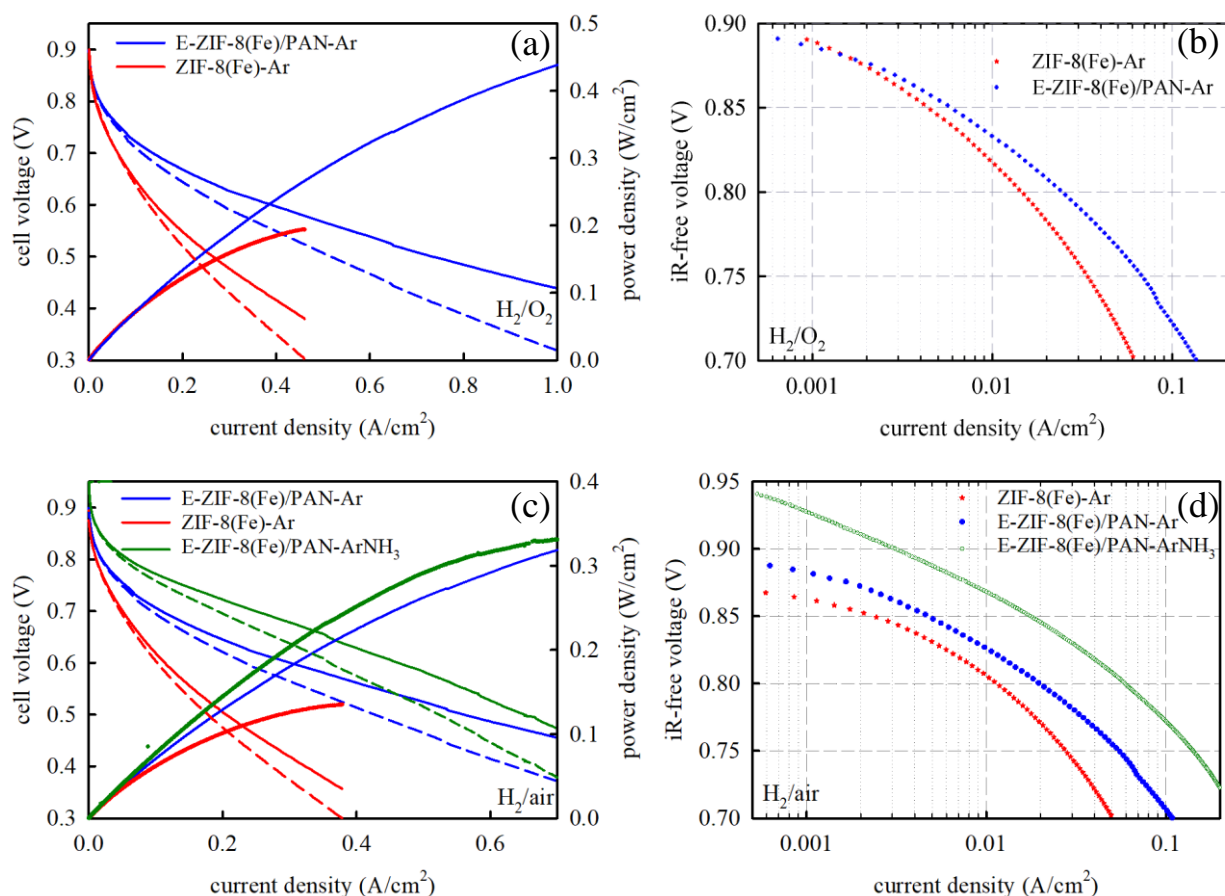 (a)
E-ZIF-8(Fe)/PAN-Ar
ZIF-8(Fe)-Ar
cell voltage (V)
0.9
0.8
0.7
0.6
0.5
0.4
0.3
0.5
0.4
0.3
0.2
0.1
0.0
power density (W/cm²)
H₂/O₂
0.0 0.2 0.4 0.6 0.8 1.0
current density (A/cm²)
(b)
ZIF-8(Fe)-Ar
E-ZIF-8(Fe)/PAN-Ar
iR-free voltage (V)
0.90
0.85
0.80
0.75
0.70
H₂/O₂
0.001 0.01 0.1
current density (A/cm²)
(c)
E-ZIF-8(Fe)/PAN-Ar
ZIF-8(Fe)-Ar
E-ZIF-8(Fe)/PAN-ArNH₃
cell voltage (V)
0.9
0.8
0.7
0.6
0.5
0.4
0.3
0.4
0.3
0.2
0.1
0.0
power density (W/cm²)
H₂/air
0.0 0.2 0.4 0.6
current density (A/cm²)
(d)
ZIF-8(Fe)-Ar
E-ZIF-8(Fe)/PAN-Ar
E-ZIF-8(Fe)/PAN-ArNH₃
iR-free voltage (V)
0.95
0.90
0.85
0.80
0.75
0.70
H₂/air
0.001 0.01 0.1
current density (A/cm²)